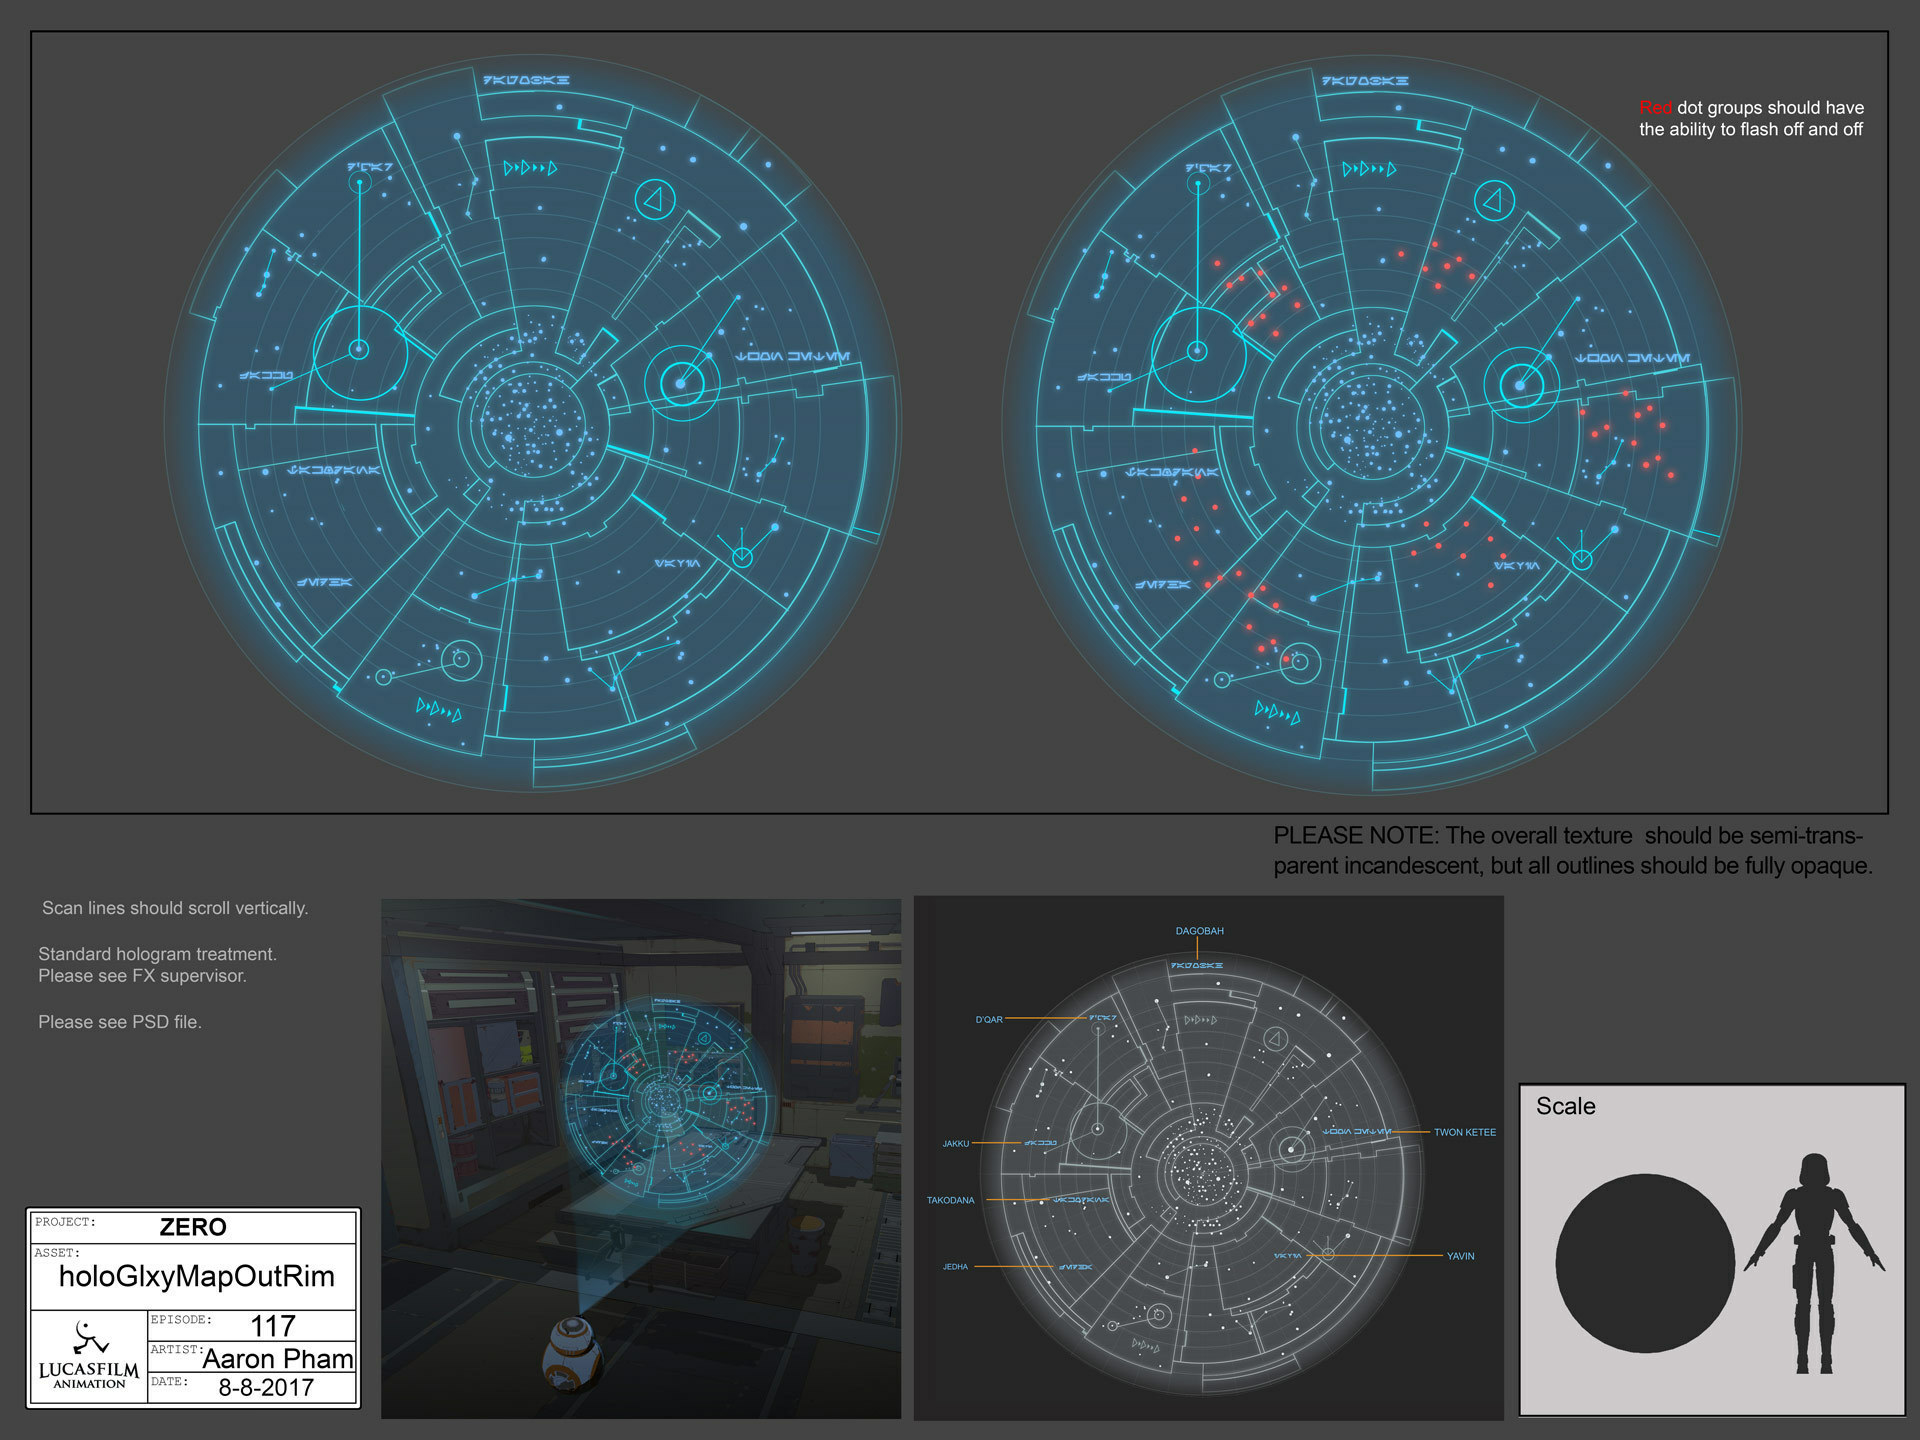 Red dot groups should have
the ability to flash off and off
PLEASE NOTE: The overall texture should be semi-trans-
parent incandescent, but all outlines should be fully opaque.
Scan lines should scroll vertically.
Standard hologram treatment.
Please see FX supervisor.
Please see PSD file.
DAGOBAH
D'QAR
JAKKU
TWON KETEE
TAKODANA
YAVIN
JEDHA
Scale
PROJECT: ZERO
ASSET:
holoGlxyMapOutRim
EPISODE: 117
ARTIST: Aaron Pham
DATE: 8-8-2017
LUCASFILM
ANIMATION